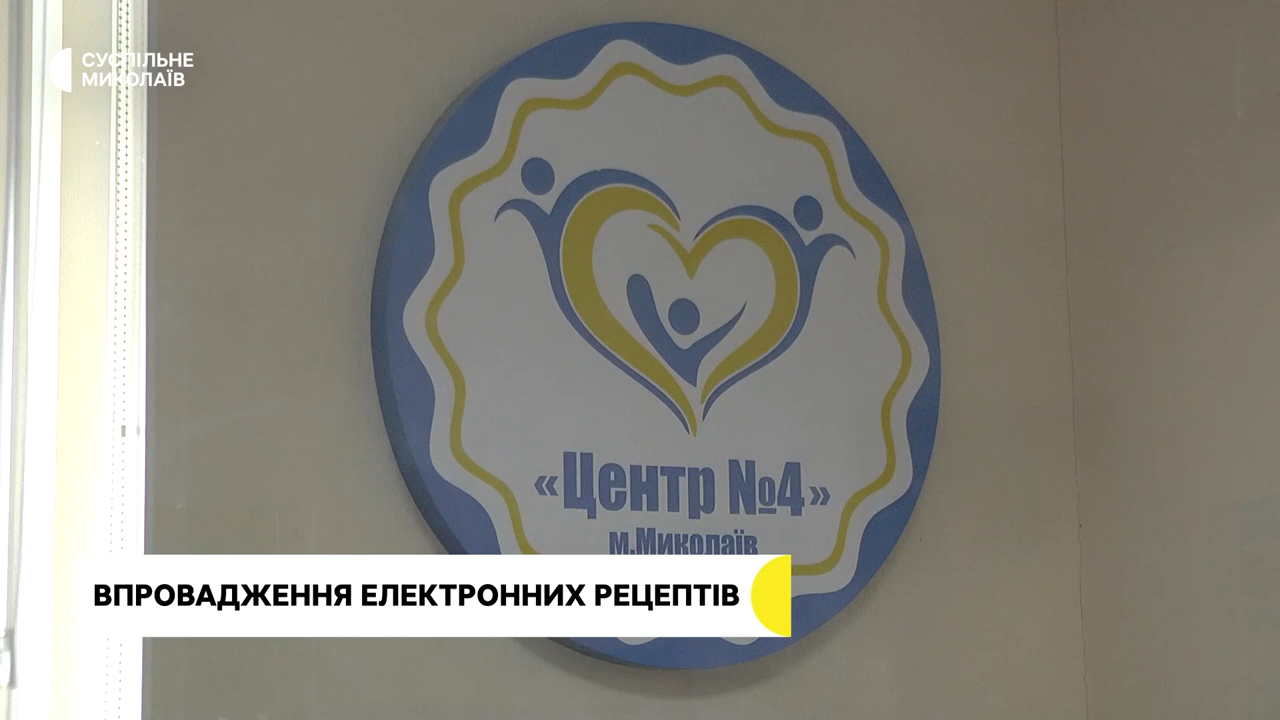 СУСПІЛЬНЕ
МИКОЛАЇВ
«Центр №4»
м.Миколаїв
ВПРОВАДЖЕННЯ ЕЛЕКТРОННИХ РЕЦЕПТІВ